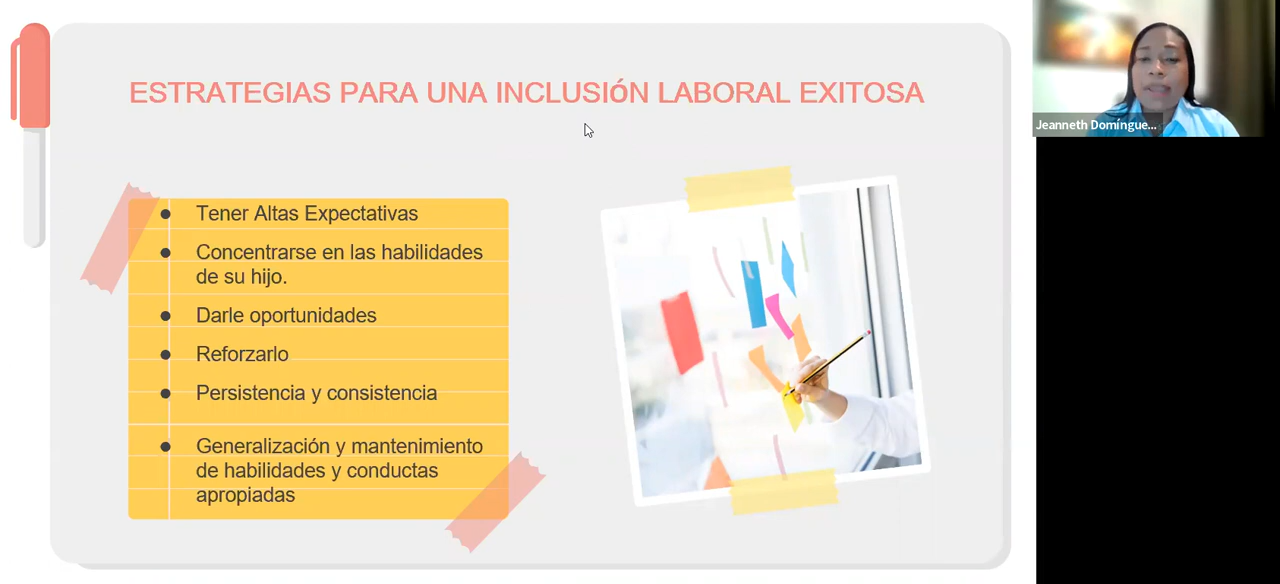 ESTRATEGIAS PARA UNA INCLUSIÓN LABORAL EXITOSA
Jeanneth Domíngue...
● Tener Altas Expectativas
● Concentrarse en las habilidades
de su hijo.
● Darle oportunidades
● Reforzarlo
● Persistencia y consistencia
● Generalización y mantenimiento
de habilidades y conductas
apropiadas